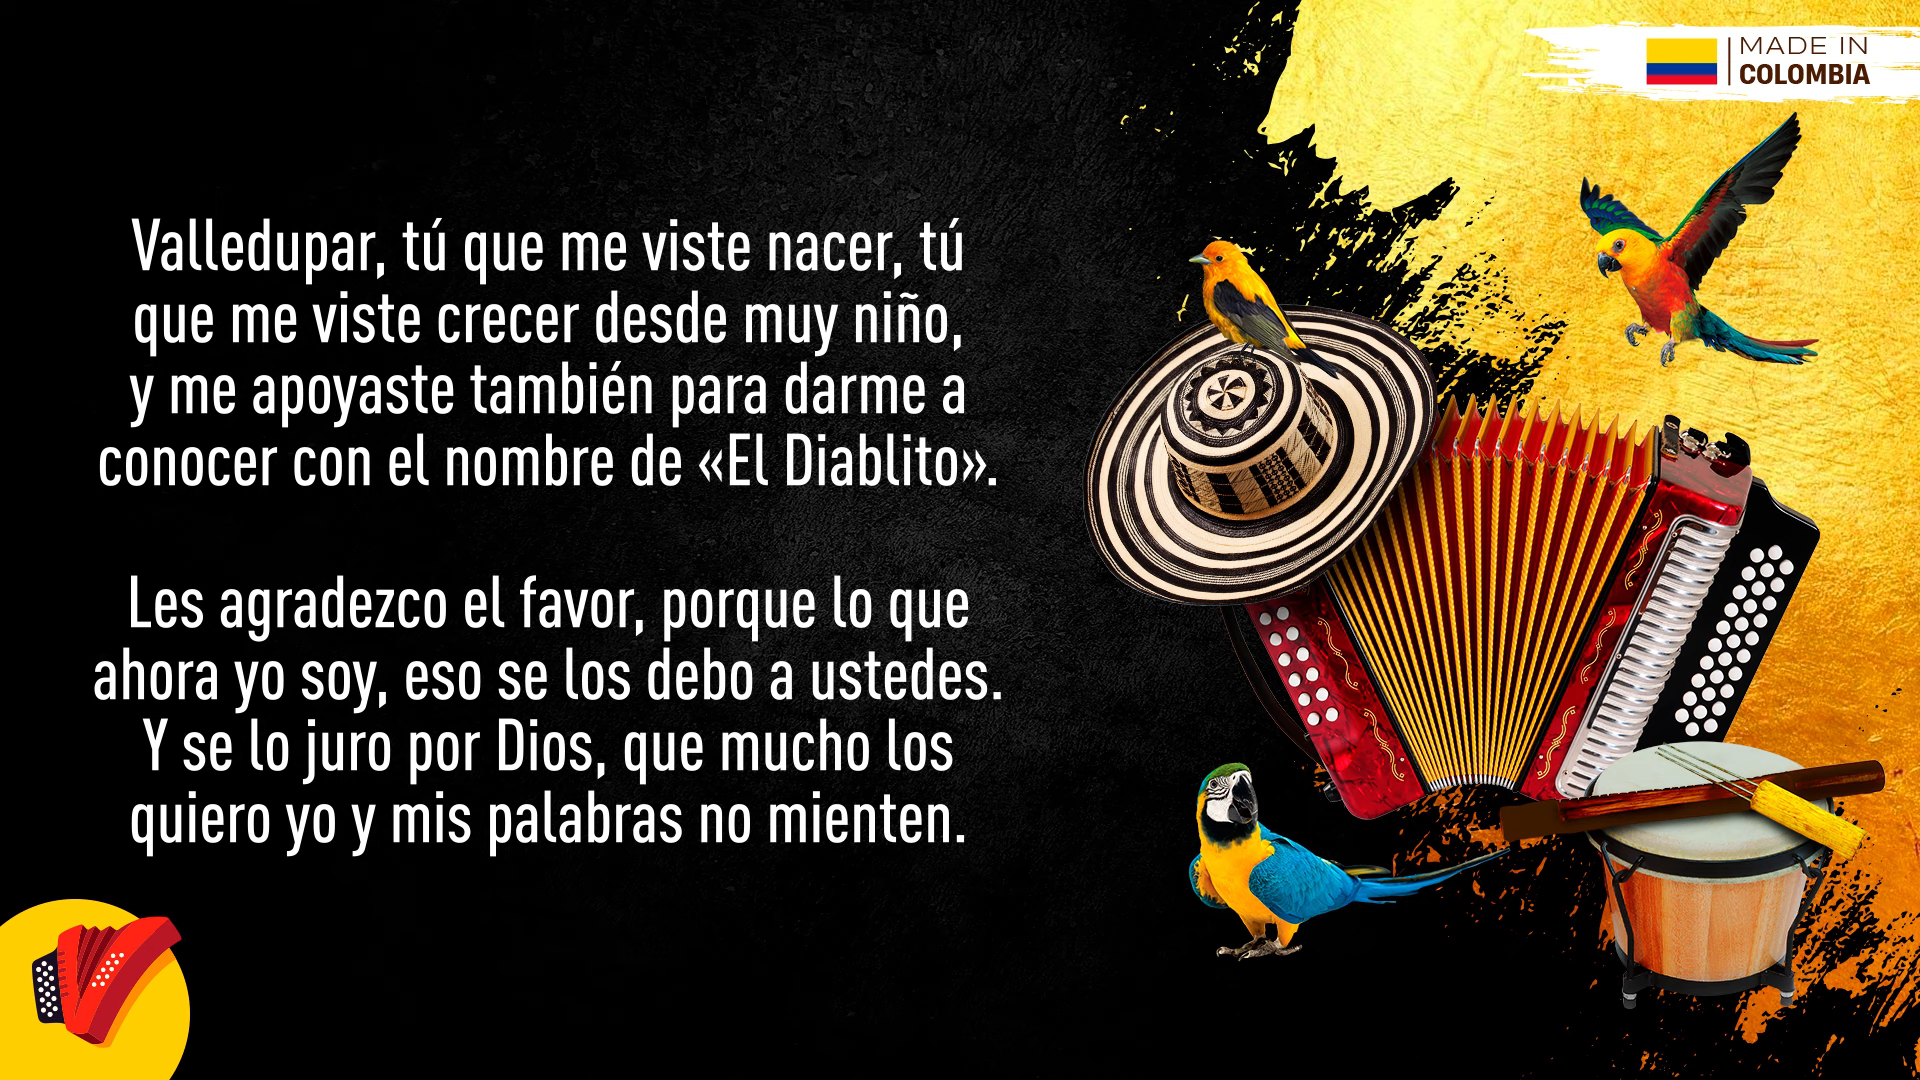 MADE IN
COLOMBIA
Valledupar, tú que me viste nacer, tú
que me viste crecer desde muy niño,
y me apoyaste también para darme a
conocer con el nombre de «El Diablito».
Les agradezco el favor, porque lo que
ahora yo soy, eso se los debo a ustedes.
Y se lo juro por Dios, que mucho los
quiero yo y mis palabras no mienten.